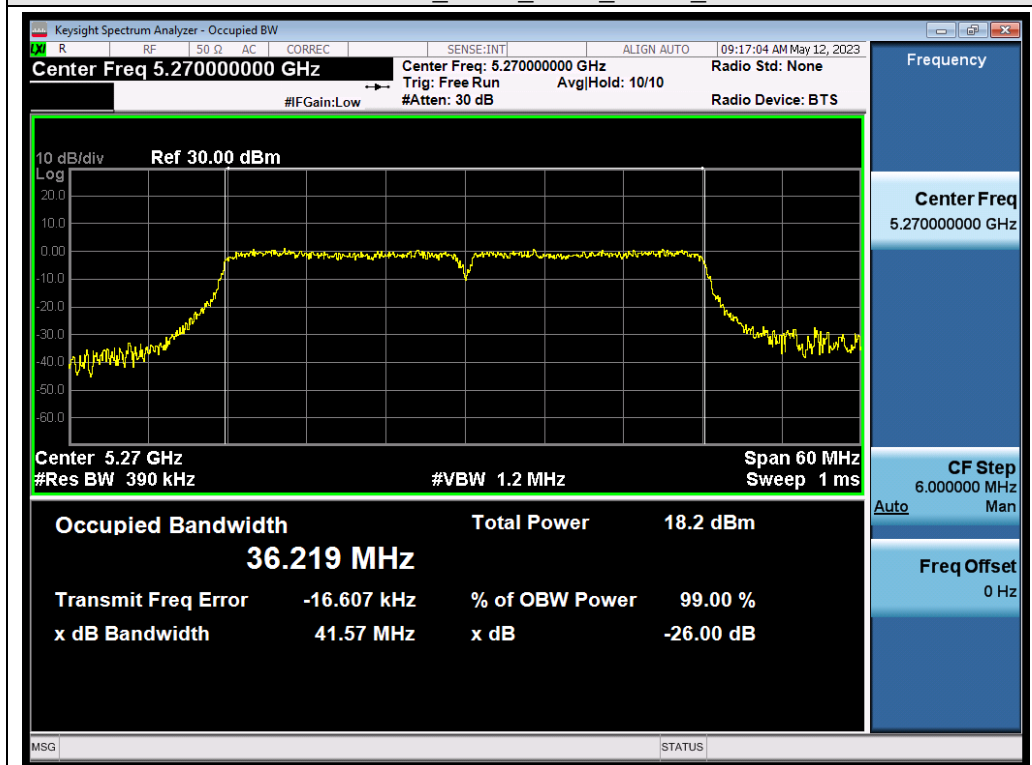 Keysight Spectrum Analyzer - Occupied BW
LXI R RF 50 Ω AC CORREC SENSE:INT ALIGN AUTO 09:17:04 AM May 12, 2023
Center Freq 5.270000000 GHz
Center Freq: 5.270000000 GHz
Radio Std: None
Trig: Free Run Avg|Hold: 10/10
#IFGain:Low
#Atten: 30 dB
Radio Device: BTS
10 dB/div Ref 30.00 dBm
Log
20.0
10.0
0.00
-10.0
-20.0
-30.0
-40.0
-50.0
-60.0
Center 5.27 GHz Span 60 MHz
#Res BW 390 kHz #VBW 1.2 MHz Sweep 1 ms
Occupied Bandwidth Total Power 18.2 dBm
36.219 MHz
Transmit Freq Error -16.607 kHz % of OBW Power 99.00 %
x dB Bandwidth 41.57 MHz x dB -26.00 dB
Frequency
Center Freq
5.270000000 GHz
CF Step
6.000000 MHz
Auto Man
Freq Offset
0 Hz
MSG STATUS